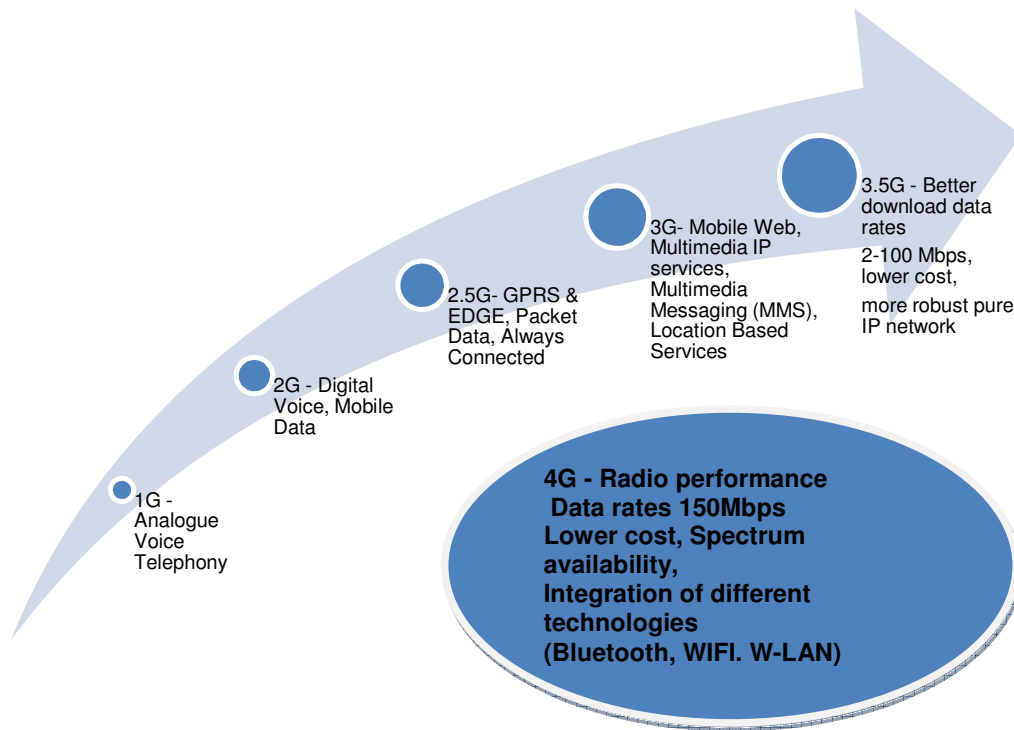 1G -
Analogue
Voice
Telephony
2G - Digital
Voice, Mobile
Data
2.5G- GPRS &
EDGE, Packet
Data, Always
Connected
3G- Mobile Web,
Multimedia IP
services,
Multimedia
Messaging (MMS),
Location Based
Services
3.5G - Better
download data
rates
2-100 Mbps,
lower cost,
more robust pure
IP network
4G - Radio performance
Data rates 150Mbps
Lower cost, Spectrum
availability,
Integration of different
technologies
(Bluetooth, WIFI. W-LAN)